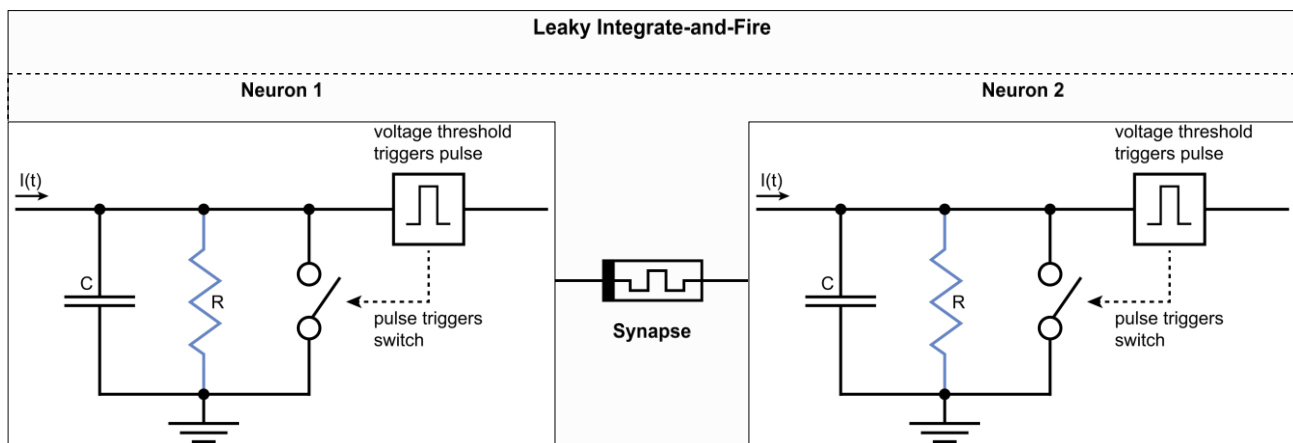 Leaky Integrate-and-Fire
Neuron 1
voltage threshold
triggers pulse
I(t)
C
R
pulse triggers
switch
Synapse
Neuron 2
voltage threshold
triggers pulse
I(t)
C
R
pulse triggers
switch